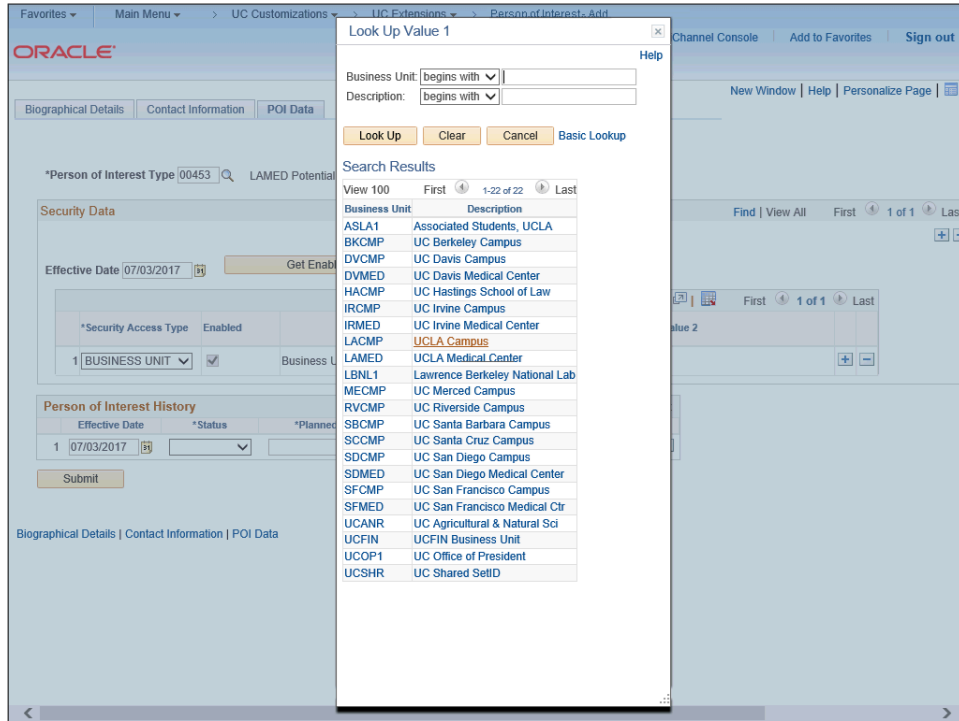 Favorites Main Menu > UC Customizations > UC Extensions > Person of Interest - Add
ORACLE
Channel Console Add to Favorites Sign out
New Window | Help | Personalize Page |
Biographical Details Contact Information POI Data
*Person of Interest Type 00453 LAMED Potential
Security Data
Find | View All First 1 of 1 Las
Effective Date 07/03/2017 31 Get Enabl
First 1 of 1 Last
*Security Access Type Enabled alue 2
1 BUSINESS UNIT Business U
Person of Interest History
Effective Date *Status *Planned
1 07/03/2017 31
Submit
Biographical Details | Contact Information | POI Data
Look Up Value 1
Help
Business Unit: begins with
Description: begins with
Look Up Clear Cancel Basic Lookup
Search Results
View 100 First 1-22 of 22 Last
Business Unit Description
ASLA1 Associated Students, UCLA
BKCMP UC Berkeley Campus
DVCMP UC Davis Campus
DVMED UC Davis Medical Center
HACMP UC Hastings School of Law
IRCMP UC Irvine Campus
IRMED UC Irvine Medical Center
LACMP UCLA Campus
LAMED UCLA Medical Center
LBNL1 Lawrence Berkeley National Lab
MECMP UC Merced Campus
RVCMP UC Riverside Campus
SBCMP UC Santa Barbara Campus
SCCMP UC Santa Cruz Campus
SDCMP UC San Diego Campus
SDMED UC San Diego Medical Center
SFCMP UC San Francisco Campus
SFMED UC San Francisco Medical Ctr
UCANR UC Agricultural & Natural Sci
UCFIN UCFIN Business Unit
UCOP1 UC Office of President
UCSHR UC Shared SetID